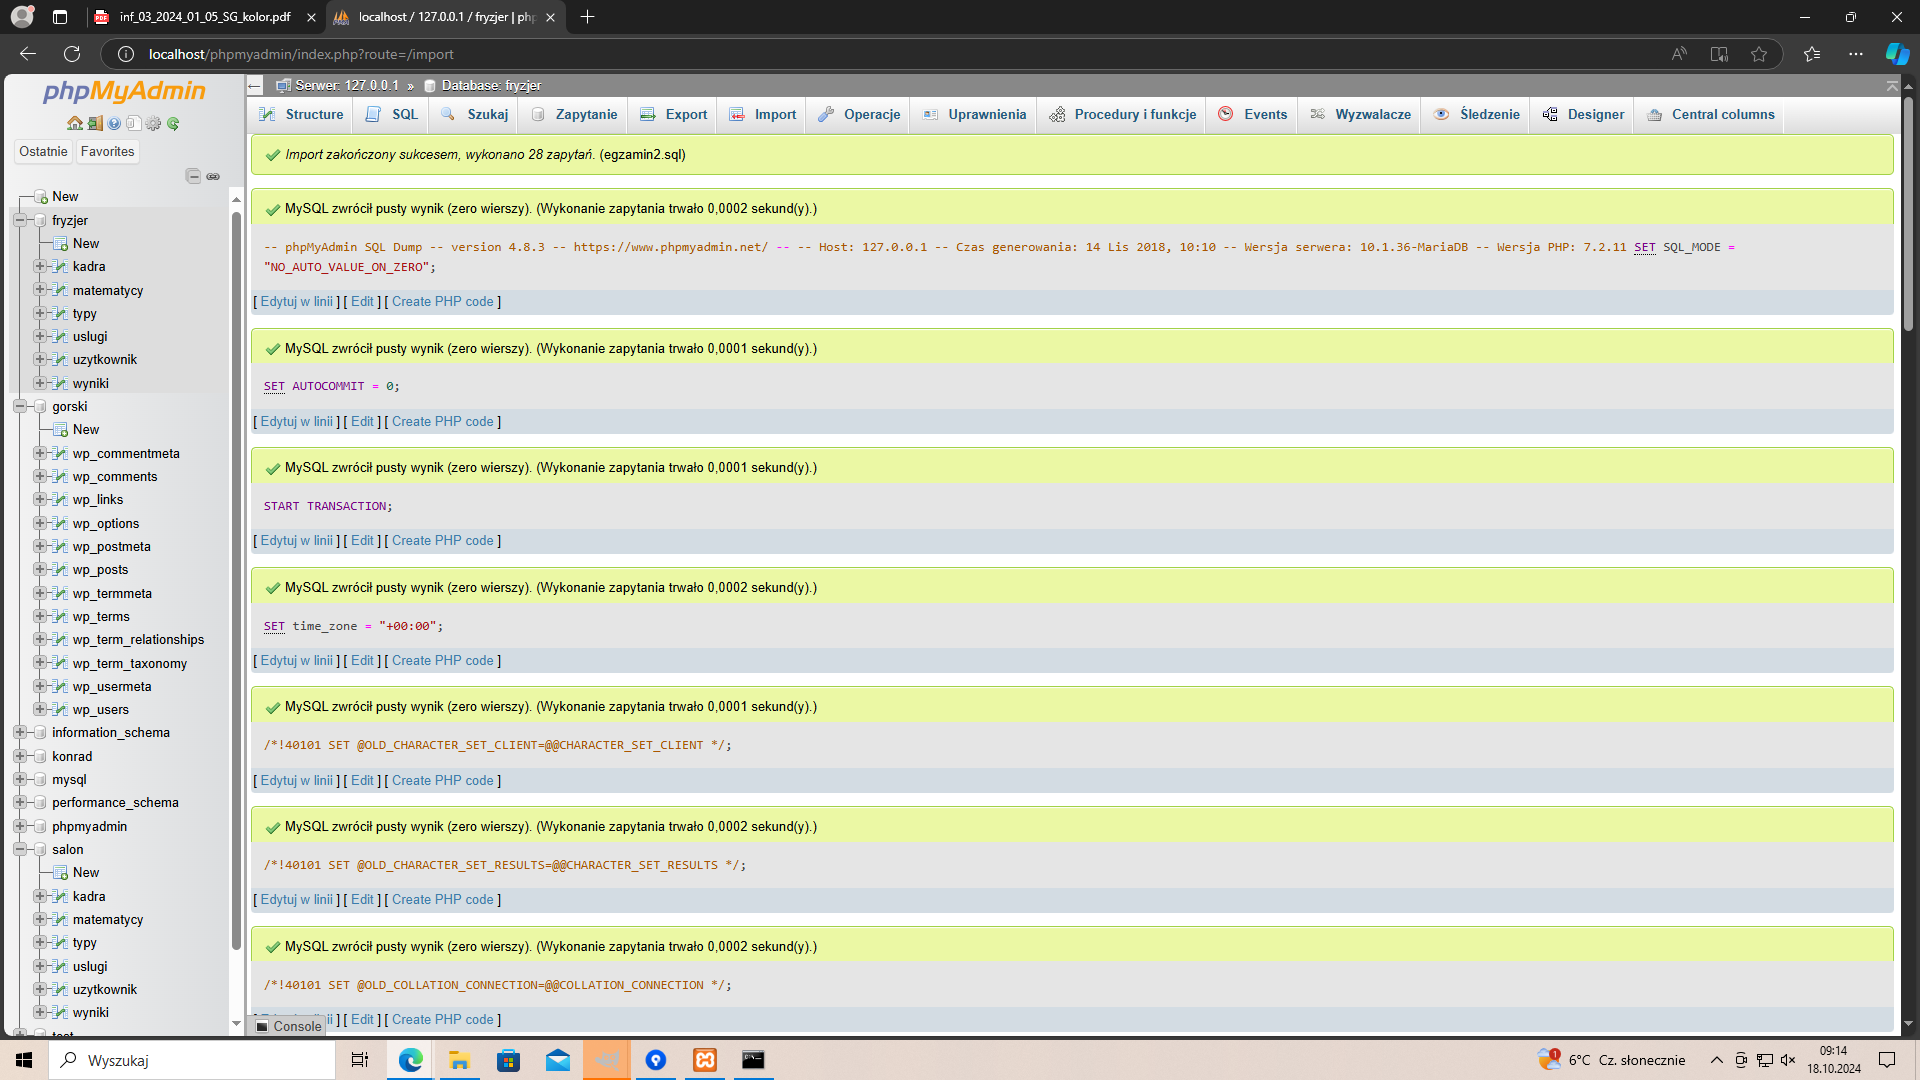 inf_03_2024_01_05_SG_kolor.pdf
localhost / 127.0.0.1 / fryzjer | php
localhost/phpmyadmin/index.php?route=/import
phpMyAdmin
Ostatnie
Favorites
New
fryzjer
New
kadra
matematycy
typy
uslugi
uzytkownik
wyniki
gorski
New
wp_commentmeta
wp_comments
wp_links
wp_options
wp_postmeta
wp_posts
wp_termmeta
wp_terms
wp_term_relationships
wp_term_taxonomy
wp_usermeta
wp_users
information_schema
konrad
mysql
performance_schema
phpmyadmin
salon
New
kadra
matematycy
typy
uslugi
uzytkownik
wyniki
Serwer: 127.0.0.1 » Database: fryzjer
Structure SQL Szukaj Zapytanie Export Import Operacje Uprawnienia Procedury i funkcje Events Wyzwalacze Śledzenie Designer Central columns
Import zakończony sukcesem, wykonano 28 zapytań. (egzamin2.sql)
MySQL zwrócił pusty wynik (zero wierszy). (Wykonanie zapytania trwało 0,0002 sekund(y).)
-- phpMyAdmin SQL Dump -- version 4.8.3 -- https://www.phpmyadmin.net/ -- -- Host: 127.0.0.1 -- Czas generowania: 14 Lis 2018, 10:10 -- Wersja serwera: 10.1.36-MariaDB -- Wersja PHP: 7.2.11 SET SQL_MODE =
"NO_AUTO_VALUE_ON_ZERO";
[ Edytuj w linii ] [ Edit ] [ Create PHP code ]
MySQL zwrócił pusty wynik (zero wierszy). (Wykonanie zapytania trwało 0,0001 sekund(y).)
SET AUTOCOMMIT = 0;
[ Edytuj w linii ] [ Edit ] [ Create PHP code ]
MySQL zwrócił pusty wynik (zero wierszy). (Wykonanie zapytania trwało 0,0001 sekund(y).)
START TRANSACTION;
[ Edytuj w linii ] [ Edit ] [ Create PHP code ]
MySQL zwrócił pusty wynik (zero wierszy). (Wykonanie zapytania trwało 0,0002 sekund(y).)
SET time_zone = "+00:00";
[ Edytuj w linii ] [ Edit ] [ Create PHP code ]
MySQL zwrócił pusty wynik (zero wierszy). (Wykonanie zapytania trwało 0,0001 sekund(y).)
/*!40101 SET @OLD_CHARACTER_SET_CLIENT=@@CHARACTER_SET_CLIENT */;
[ Edytuj w linii ] [ Edit ] [ Create PHP code ]
MySQL zwrócił pusty wynik (zero wierszy). (Wykonanie zapytania trwało 0,0002 sekund(y).)
/*!40101 SET @OLD_CHARACTER_SET_RESULTS=@@CHARACTER_SET_RESULTS */;
[ Edytuj w linii ] [ Edit ] [ Create PHP code ]
MySQL zwrócił pusty wynik (zero wierszy). (Wykonanie zapytania trwało 0,0002 sekund(y).)
/*!40101 SET @OLD_COLLATION_CONNECTION=@@COLLATION_CONNECTION */;
] [ Edit ] [ Create PHP code ]
Console
Wyszukaj
1
6°C Cz. słonecznie
09:14
18.10.2024